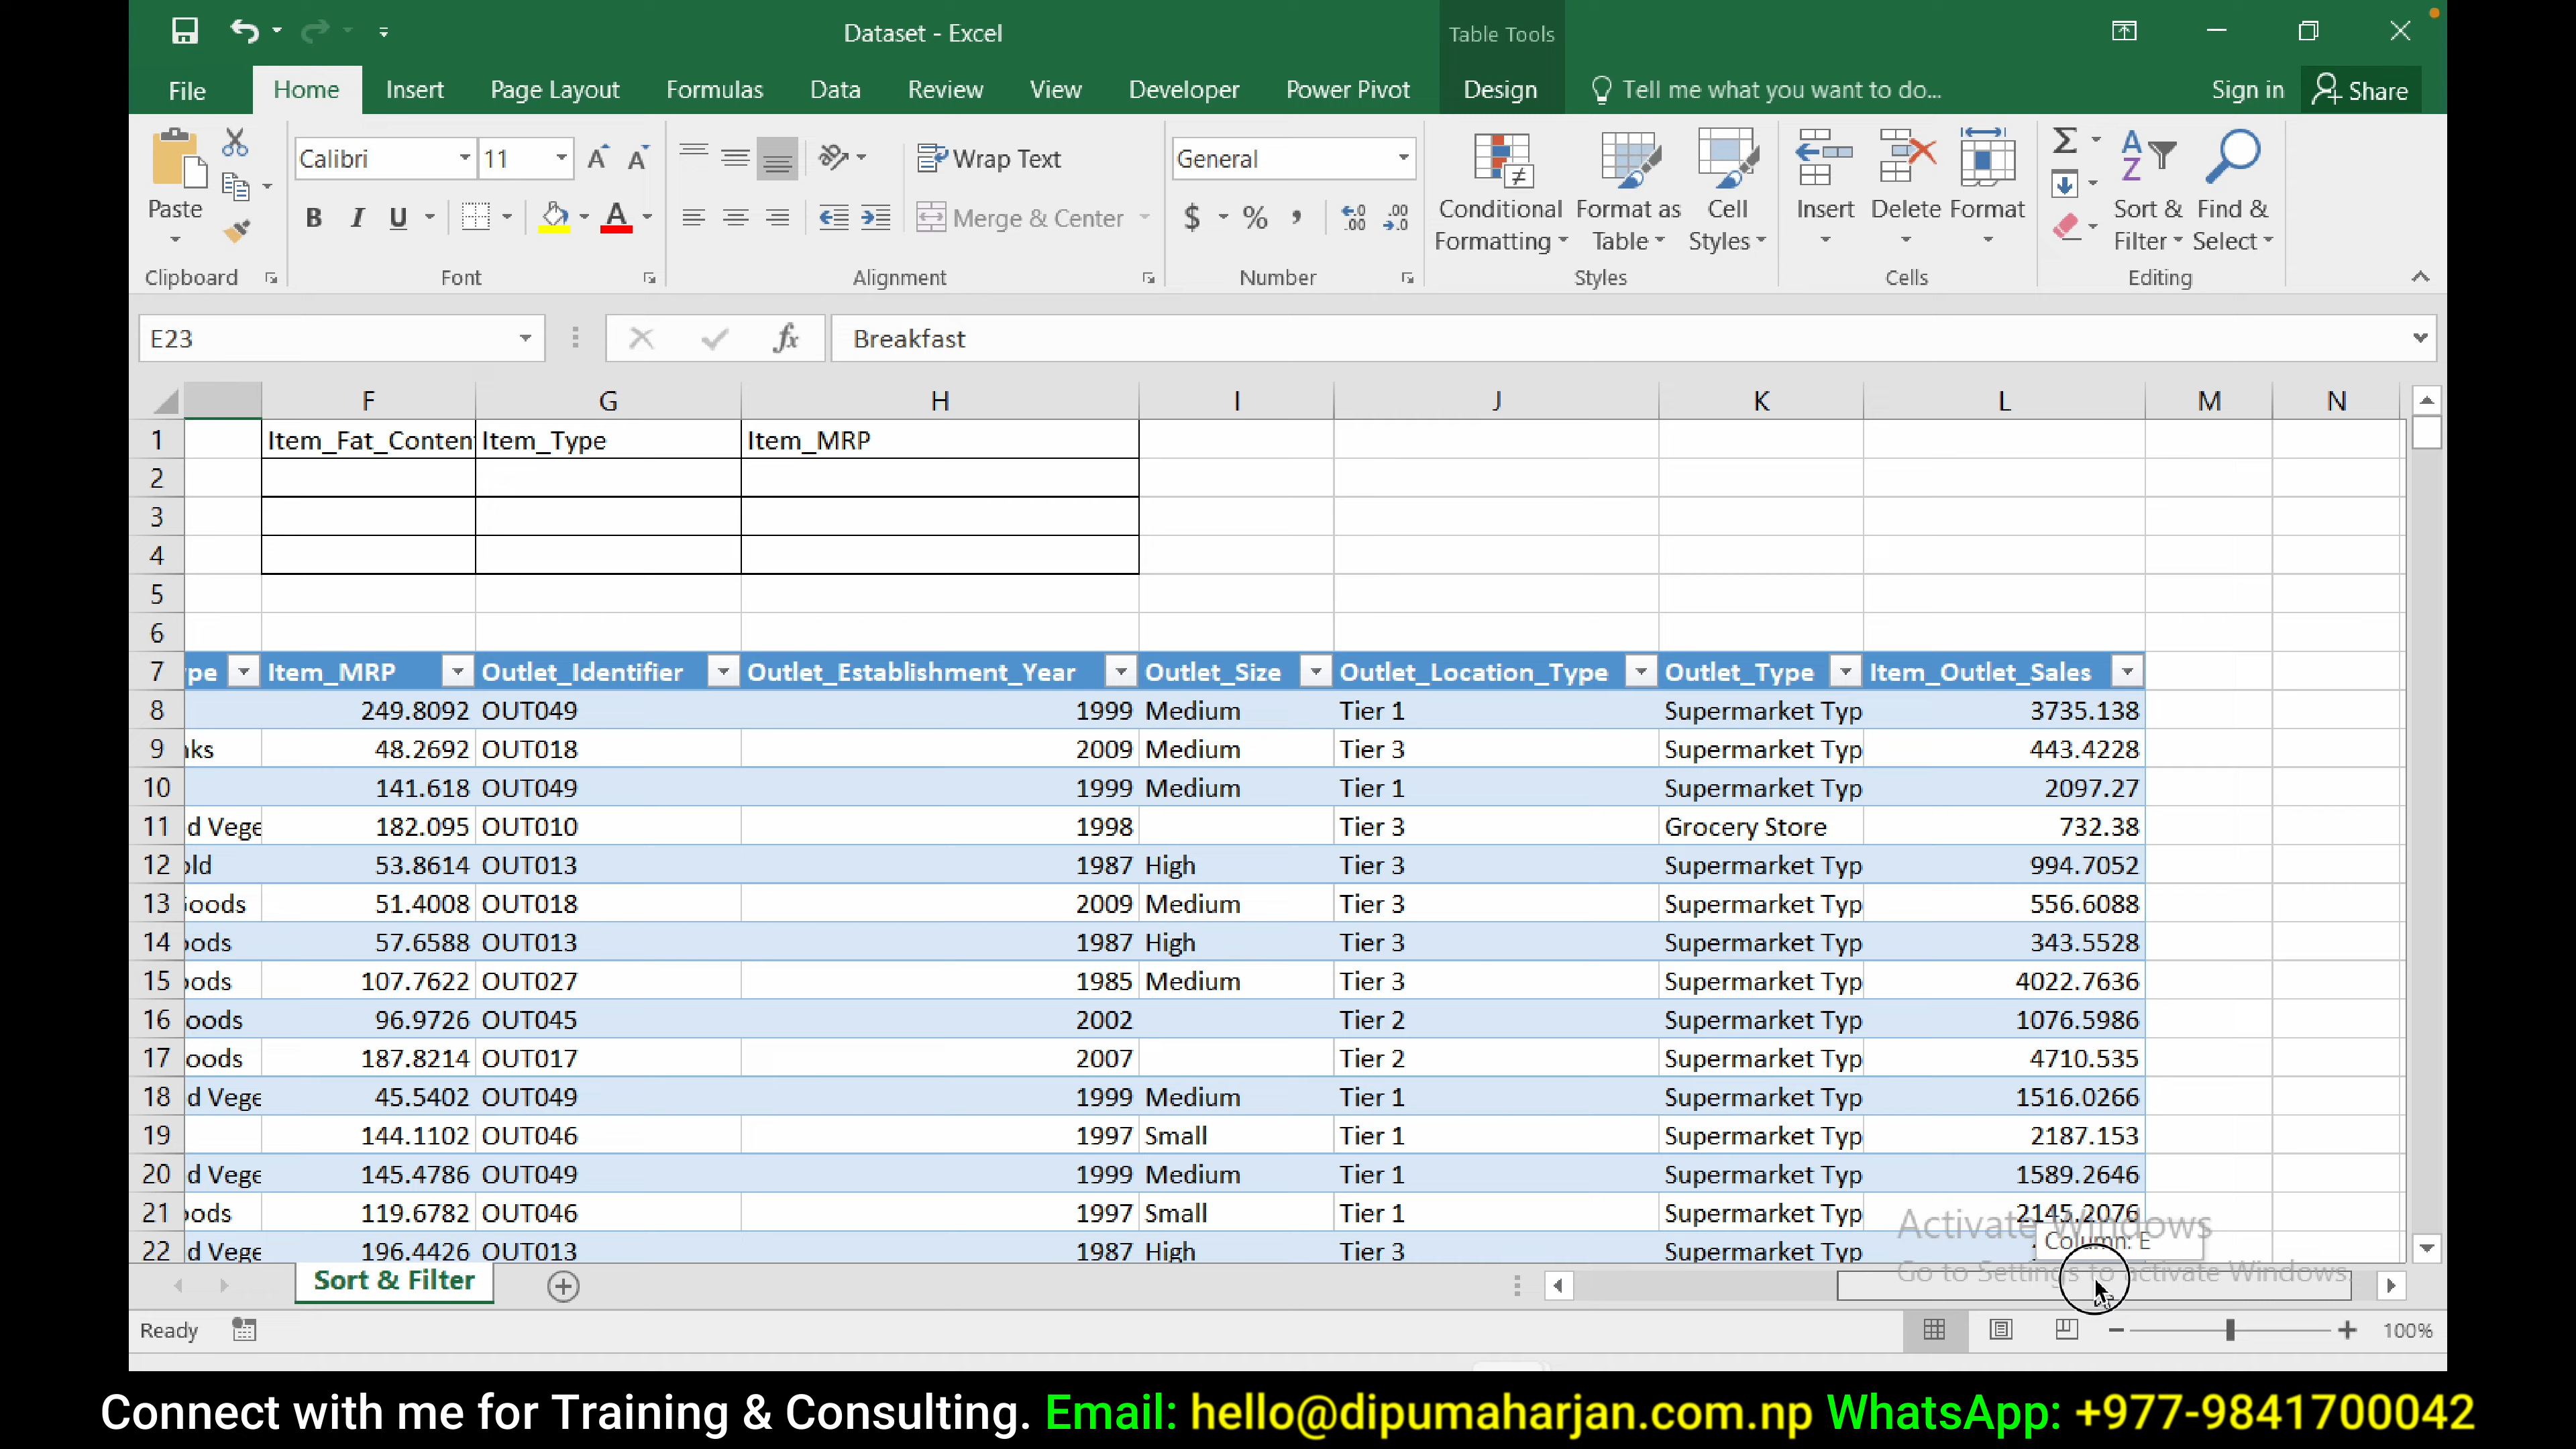 Dataset - Excel
Table Tools
File Home Insert Page Layout Formulas Data Review View Developer Power Pivot Design Tell me what you want to do... Sign in Share
Calibri 11 Wrap Text General
Paste B I U Merge & Center $ % , Conditional Formatting Format as Table Cell Styles Insert Delete Format Sort & Filter Find & Select
Clipboard Font Alignment Number Styles Cells Editing
E23 fx Breakfast
F G H I J K L M N
1 Item_Fat_Conten Item_Type Item_MRP
2
3
4
5
6
7 pe Item_MRP Outlet_Identifier Outlet_Establishment_Year Outlet_Size Outlet_Location_Type Outlet_Type Item_Outlet_Sales
8 249.8092 OUT049 1999 Medium Tier 1 Supermarket Typ 3735.138
9 ks 48.2692 OUT018 2009 Medium Tier 3 Supermarket Typ 443.4228
10 141.618 OUT049 1999 Medium Tier 1 Supermarket Typ 2097.27
11 d Vege 182.095 OUT010 1998 Tier 3 Grocery Store 732.38
12 old 53.8614 OUT013 1987 High Tier 3 Supermarket Typ 994.7052
13 Goods 51.4008 OUT018 2009 Medium Tier 3 Supermarket Typ 556.6088
14 oods 57.6588 OUT013 1987 High Tier 3 Supermarket Typ 343.5528
15 oods 107.7622 OUT027 1985 Medium Tier 3 Supermarket Typ 4022.7636
16 oods 96.9726 OUT045 2002 Tier 2 Supermarket Typ 1076.5986
17 oods 187.8214 OUT017 2007 Tier 2 Supermarket Typ 4710.535
18 d Vege 45.5402 OUT049 1999 Medium Tier 1 Supermarket Typ 1516.0266
19 144.1102 OUT046 1997 Small Tier 1 Supermarket Typ 2187.153
20 d Vege 145.4786 OUT049 1999 Medium Tier 1 Supermarket Typ 1589.2646
21 oods 119.6782 OUT046 1997 Small Tier 1 Supermarket Typ 2145.2076
22 d Vege 196.4426 OUT013 1987 High Tier 3 Supermarket Typ
Activate Windows
Column: E
Go to Settings to activate Windows.
Sort & Filter
Ready 100%
Connect with me for Training & Consulting. Email: hello@dipumaharjan.com.np WhatsApp: +977-9841700042